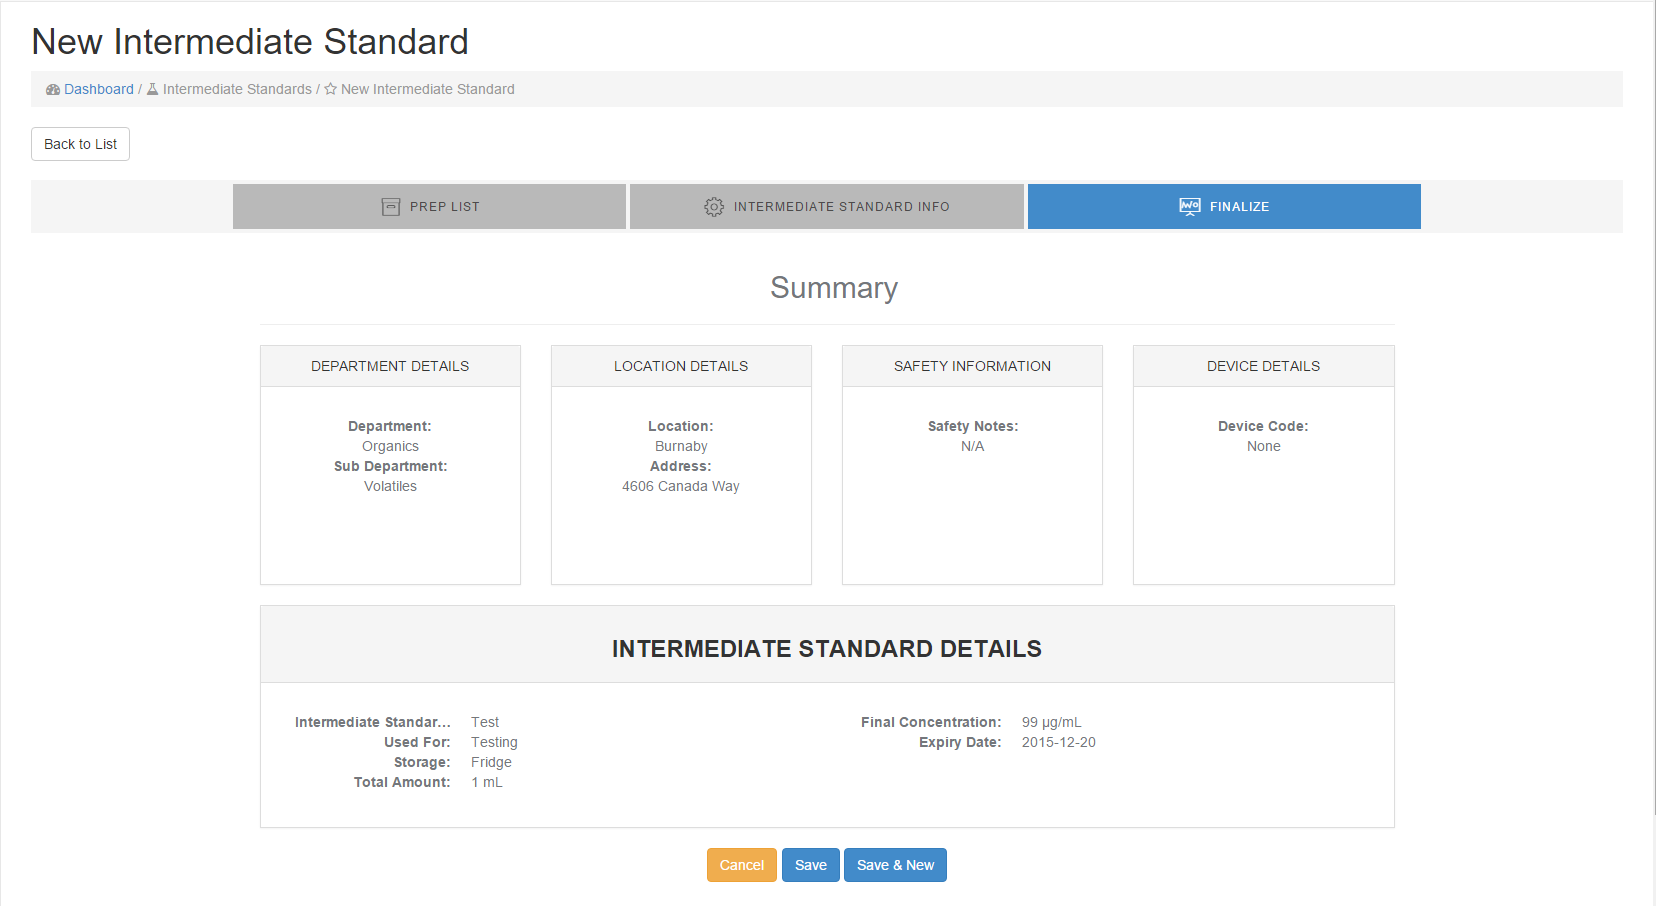 New Intermediate Standard
Dashboard / Intermediate Standards / New Intermediate Standard
Back to List
PREP LIST
INTERMEDIATE STANDARD INFO
FINALIZE
Summary
DEPARTMENT DETAILS
Department:
Organics
Sub Department:
Volatiles
LOCATION DETAILS
Location:
Burnaby
Address:
4606 Canada Way
SAFETY INFORMATION
Safety Notes:
N/A
DEVICE DETAILS
Device Code:
None
INTERMEDIATE STANDARD DETAILS
Intermediate Standar... Test
Used For: Testing
Storage: Fridge
Total Amount: 1 mL
Final Concentration: 99 µg/mL
Expiry Date: 2015-12-20
Cancel
Save
Save & New